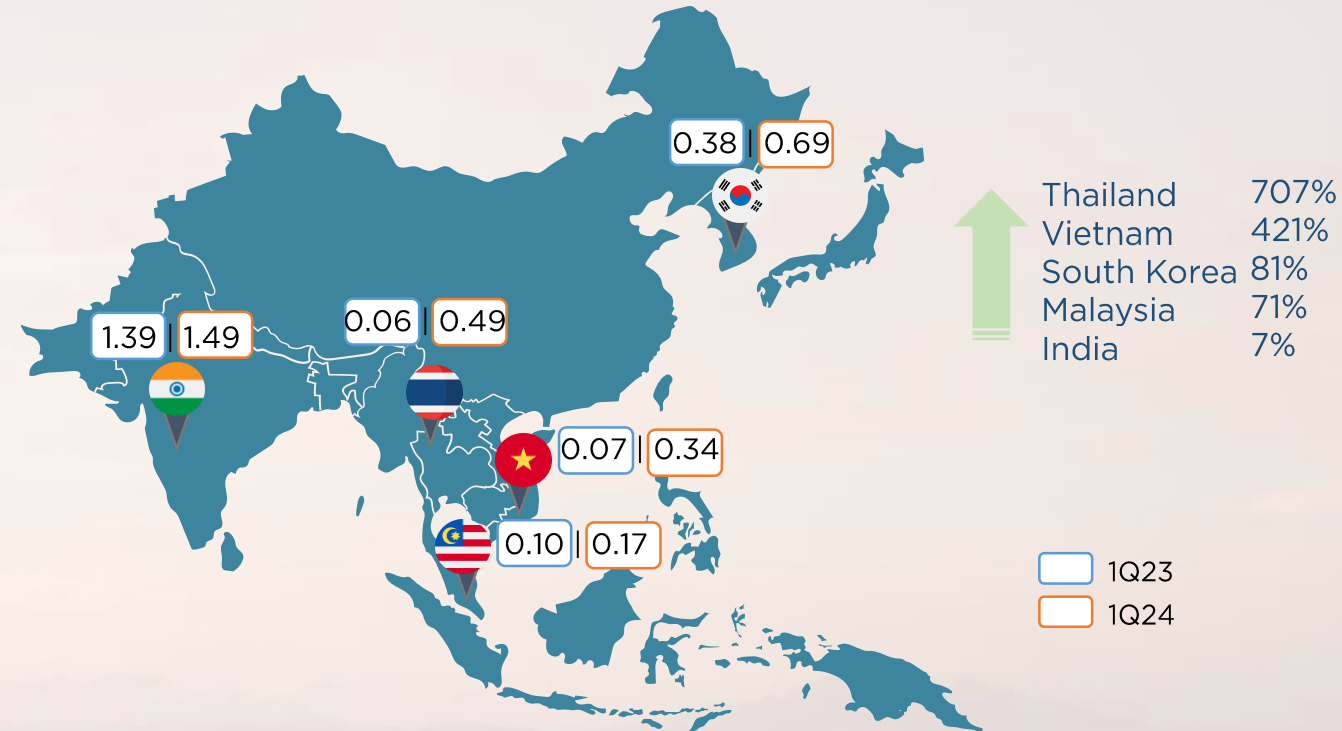 0.38 | 0.69
1.39 | 1.49
0.06 | 0.49
0.07 | 0.34
0.10 | 0.17
Thailand 707%
Vietnam 421%
South Korea 81%
Malaysia 71%
India 7%
1Q23
1Q24